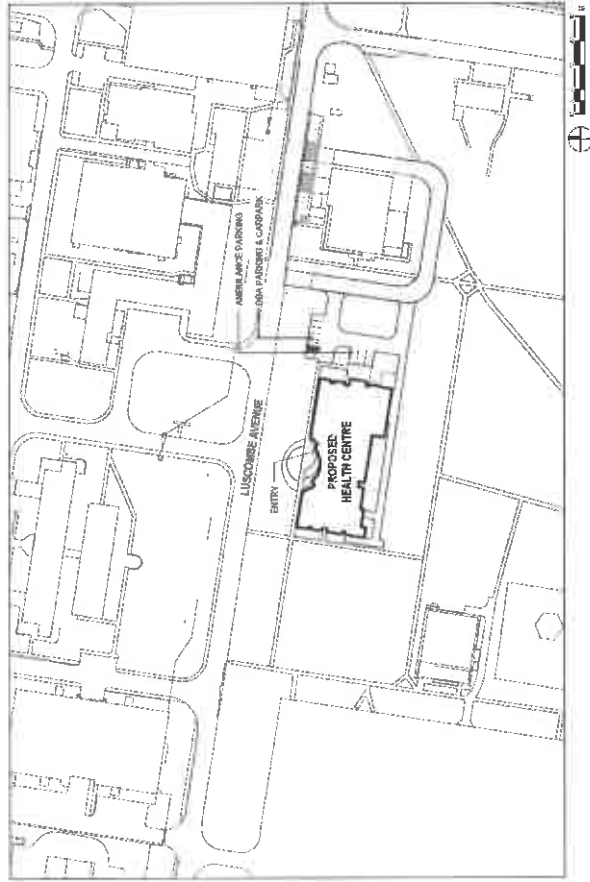 AMBULANCE PARKING
DDA PARKING & CARPARK
LUSCOMBE AVENUE
ENTRY
PROPOSED
HEALTH CENTRE